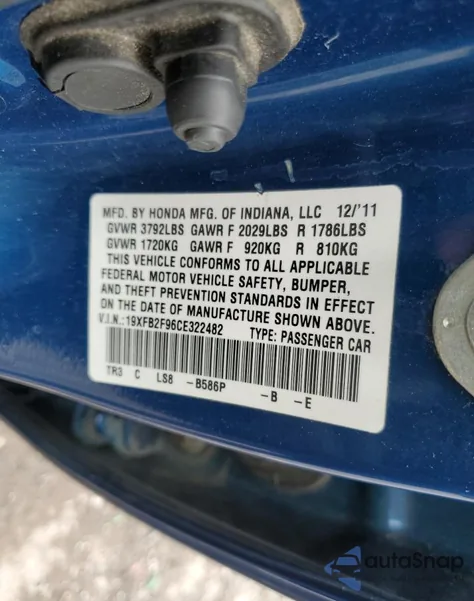 MFD. BY HONDA MFG. OF INDIANA, LLC 12/'11
GVWR 3792LBS GAWR F 2029LBS R 1786LBS
GVWR 1720KG GAWR F 920KG R 810KG
THIS VEHICLE CONFORMS TO ALL APPLICABLE
FEDERAL MOTOR VEHICLE SAFETY, BUMPER,
AND THEFT PREVENTION STANDARDS IN EFFECT
ON THE DATE OF MANUFACTURE SHOWN ABOVE.
V.I.N.:19XFB2F96CE322482 TYPE: PASSENGER CAR
TR3 C LS8 -B586P -B -E
autoSnap